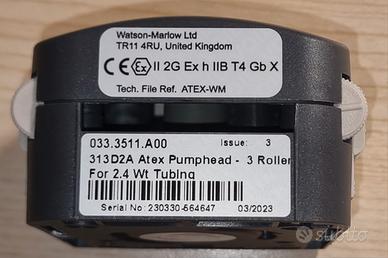 Watson-Marlow Ltd
TR11 4RU, United Kingdom
CE Ex II 2G Ex h IIB T4 Gb X
Tech. File Ref. ATEX-WM
033.3511.A00 Issue: 3
313D2A Atex Pumphead - 3 Roller
For 2.4 Wt Tubing
Serial No: 230330-564647 03/2023
subito